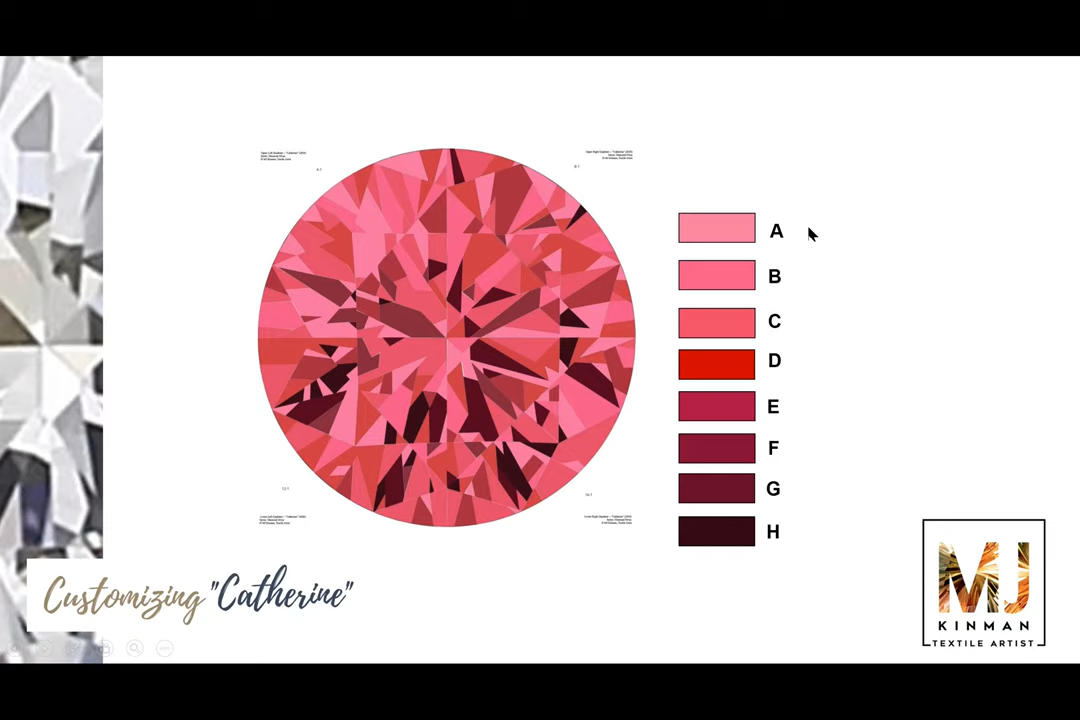 A
B
C
D
E
F
G
H
Customizing "Catherine"
MJ
KINMAN
TEXTILE ARTIST